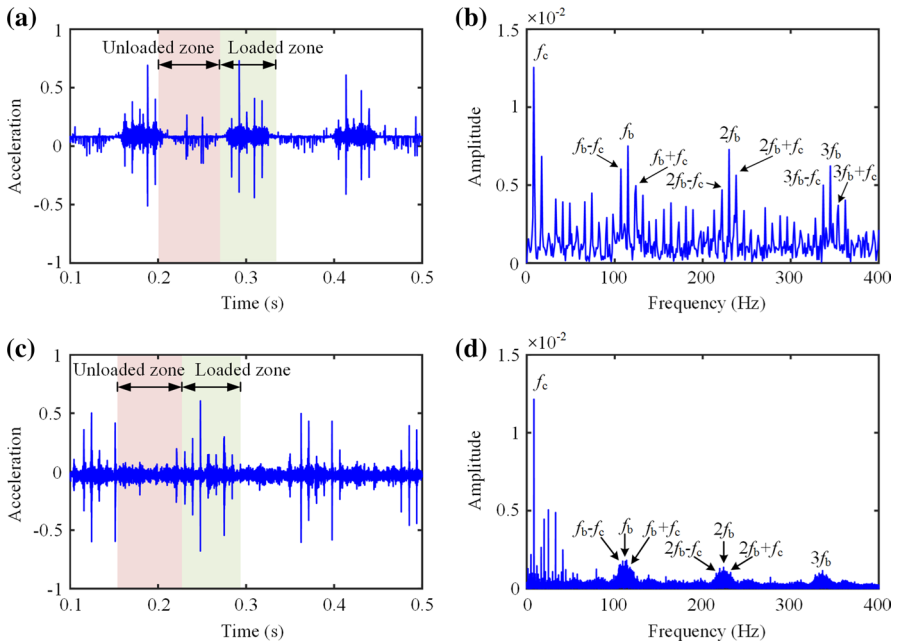 (a)
Unloaded zone Loaded zone
1
0.5
0
-0.5
-1
0.1 0.2 0.3 0.4 0.5
Acceleration
Time (s)
(b)
×10⁻²
1.5
1
0.5
0
0 100 200 300 400
Amplitude
Frequency (Hz)
fc
fb-fc
fb
fb+fc
2fb-fc
2fb
2fb+fc
3fb-fc
3fb
3fb+fc
(c)
Unloaded zone Loaded zone
1
0.5
0
-0.5
-1
0.1 0.2 0.3 0.4 0.5
Acceleration
Time (s)
(d)
×10⁻²
1.5
1
0.5
0
0 100 200 300 400
Amplitude
Frequency (Hz)
fc
fb-fc
fb
fb+fc
2fb-fc
2fb
2fb+fc
3fb